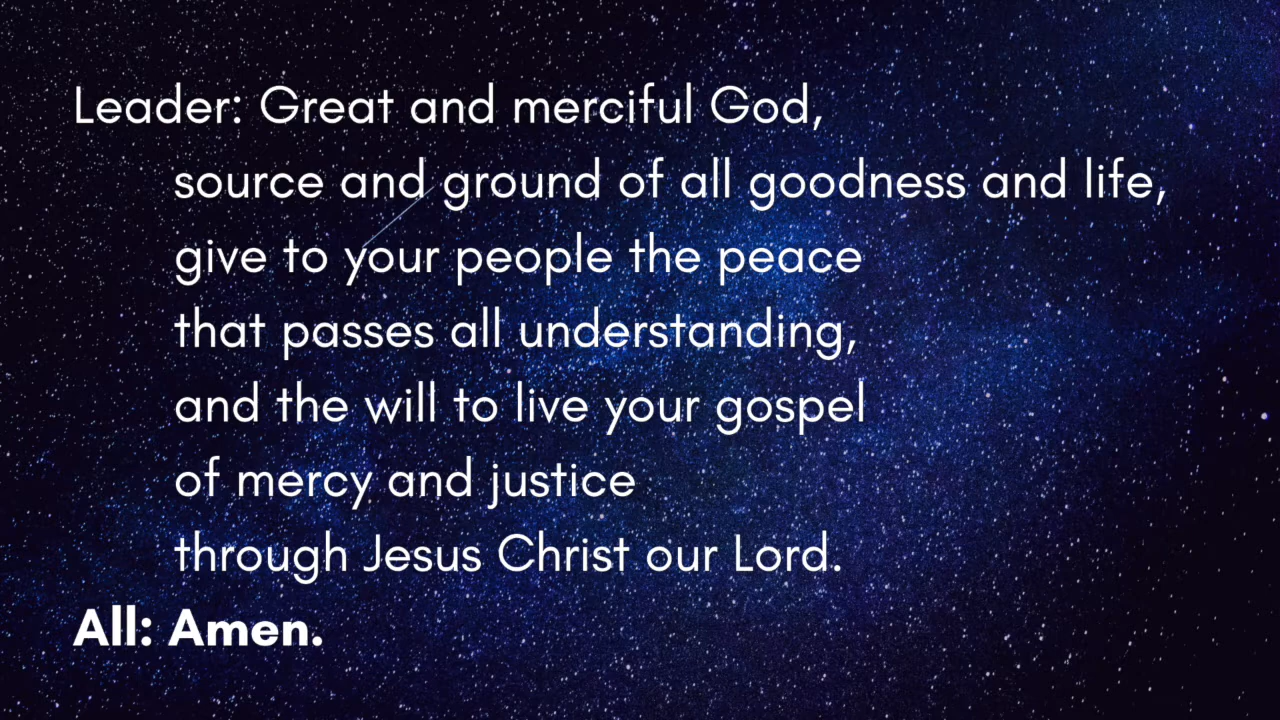 Leader: Great and merciful God,
source and ground of all goodness and life,
give to your people the peace
that passes all understanding,
and the will to live your gospel
of mercy and justice
through Jesus Christ our Lord.
All: Amen.